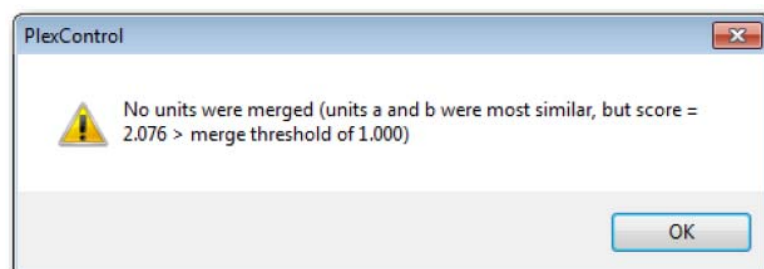 PlexControl
No units were merged (units a and b were most similar, but score =
2.076 > merge threshold of 1.000)
OK